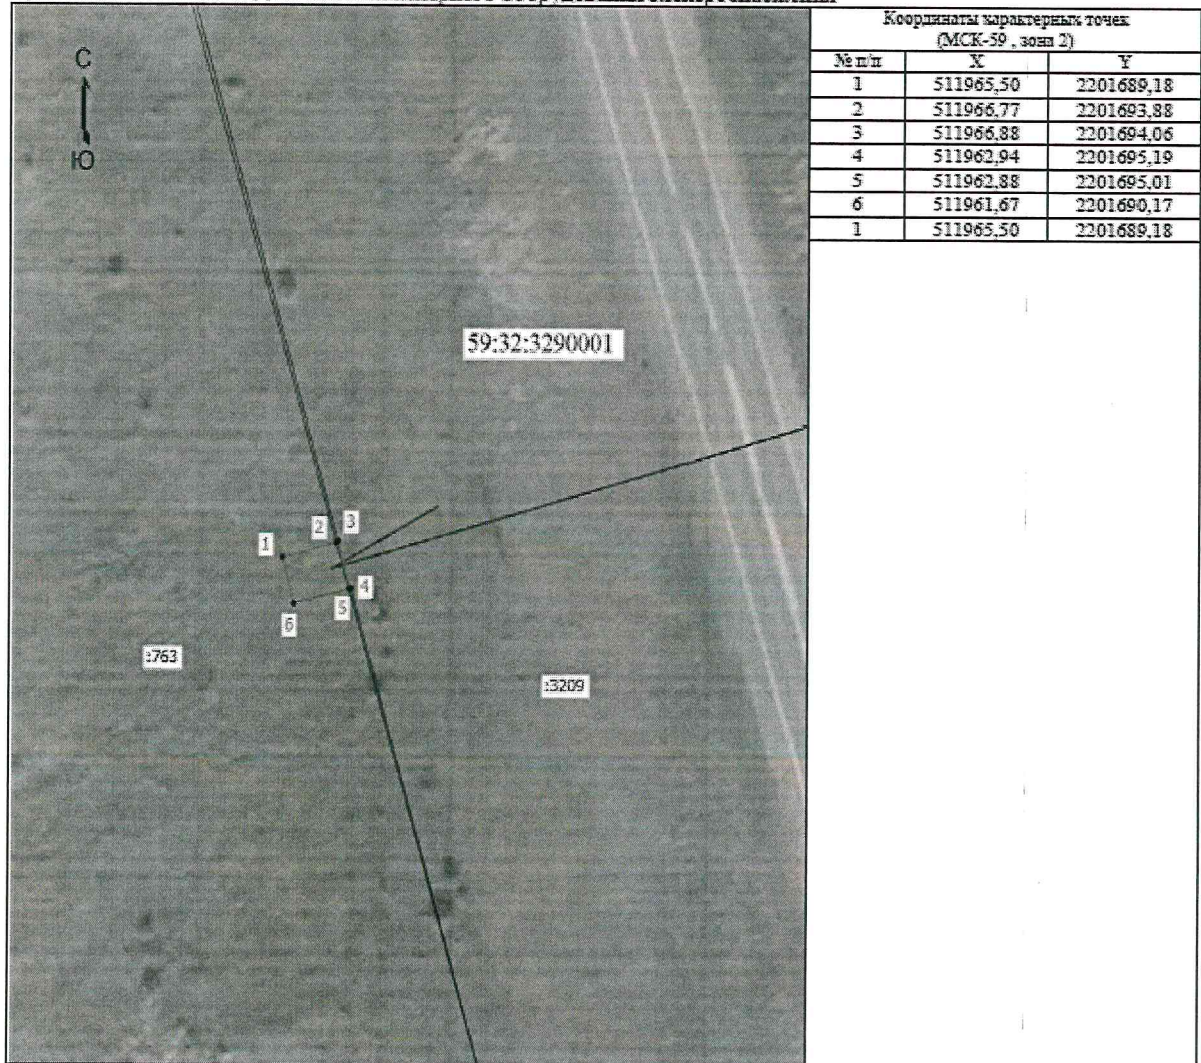 С
Ю
59:32:3290001
1
2
3
4
5
6
:763
:3209
Координаты характерных точек
(МСК-59 , зона 2)
№ п/п X Y
1 511965,50 2201689,18
2 511966,77 2201693,88
3 511966,88 2201694,06
4 511962,94 2201695,19
5 511962,88 2201695,01
6 511961,67 2201690,17
1 511965,50 2201689,18